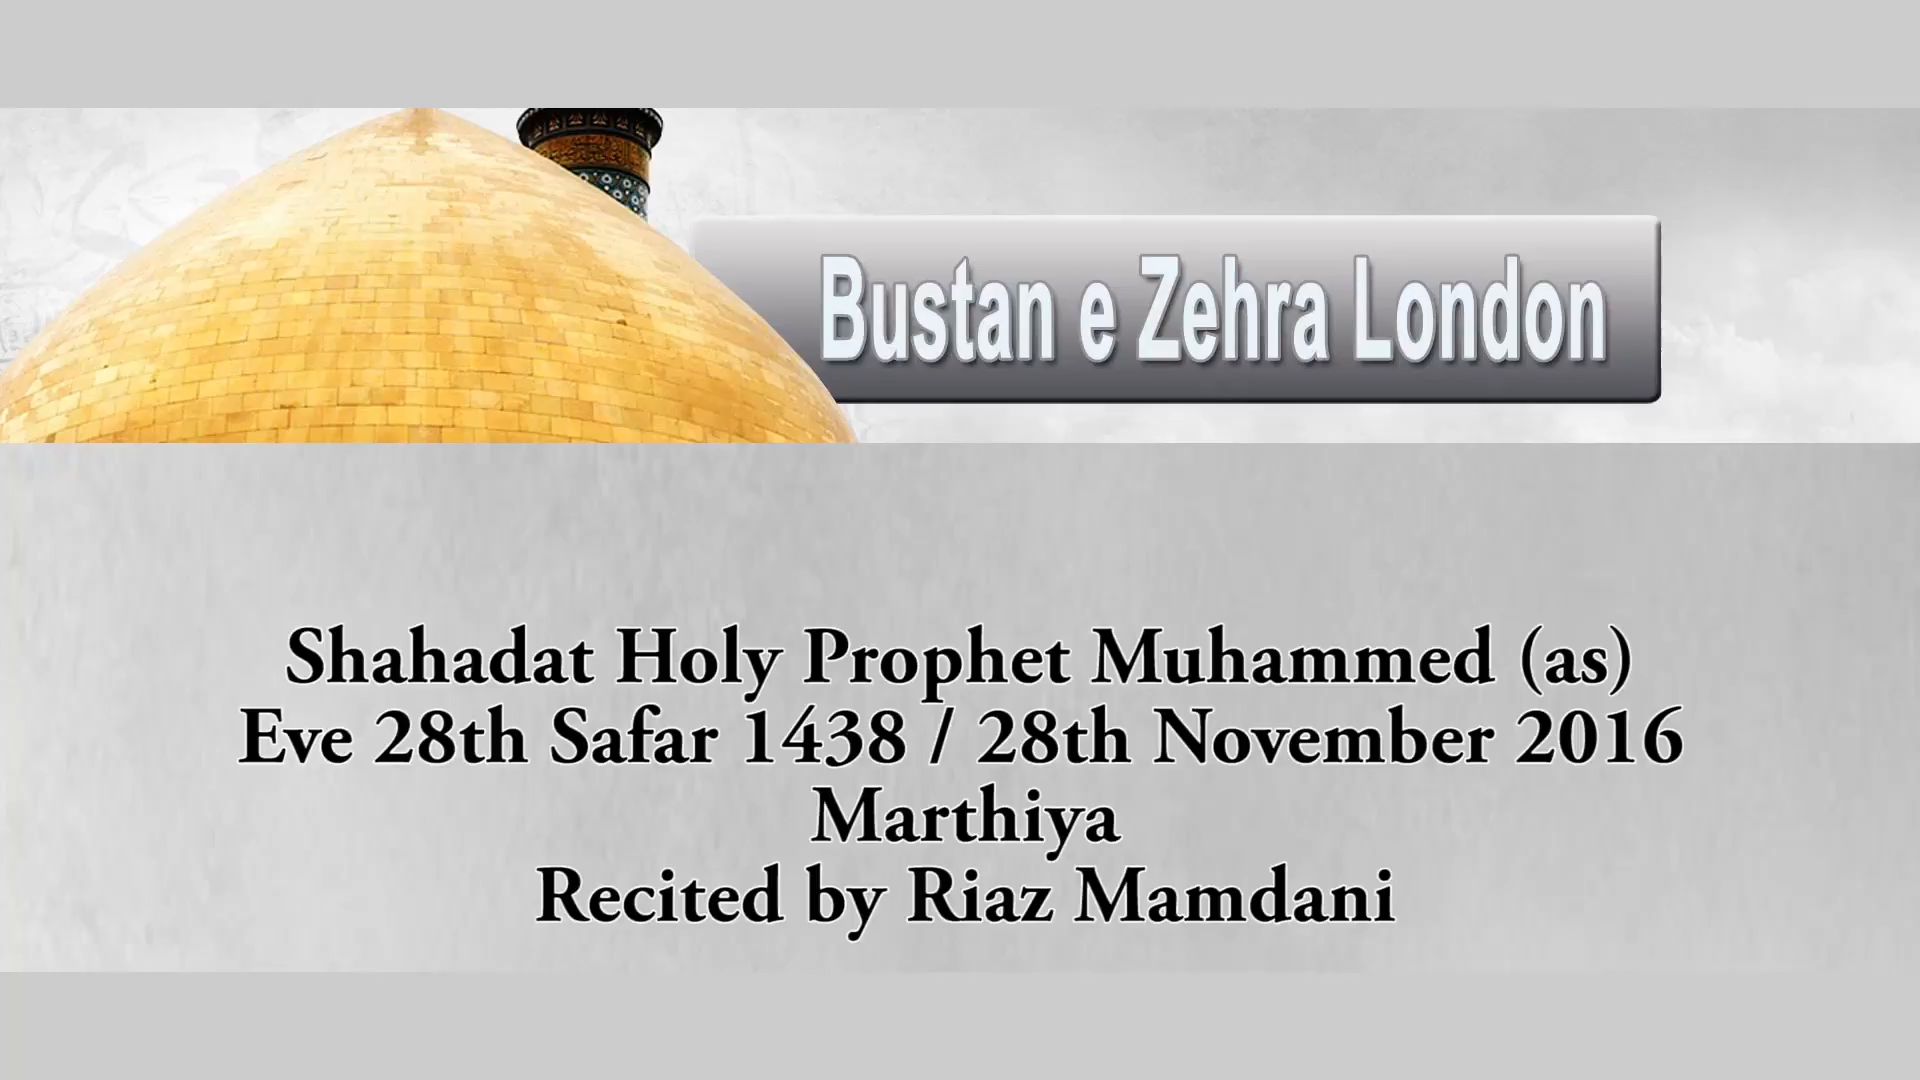 Bustan e Zehra London
Shahadat Holy Prophet Muhammed (as)
Eve 28th Safar 1438 / 28th November 2016
Marthiya
Recited by Riaz Mamdani